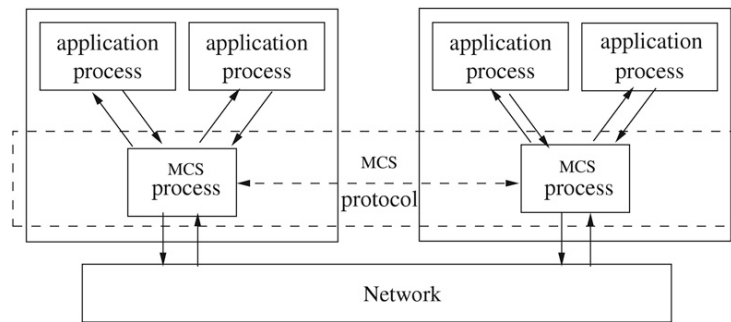 application
process
application
process
application
process
application
process
MCS
process
MCS
protocol
MCS
process
Network